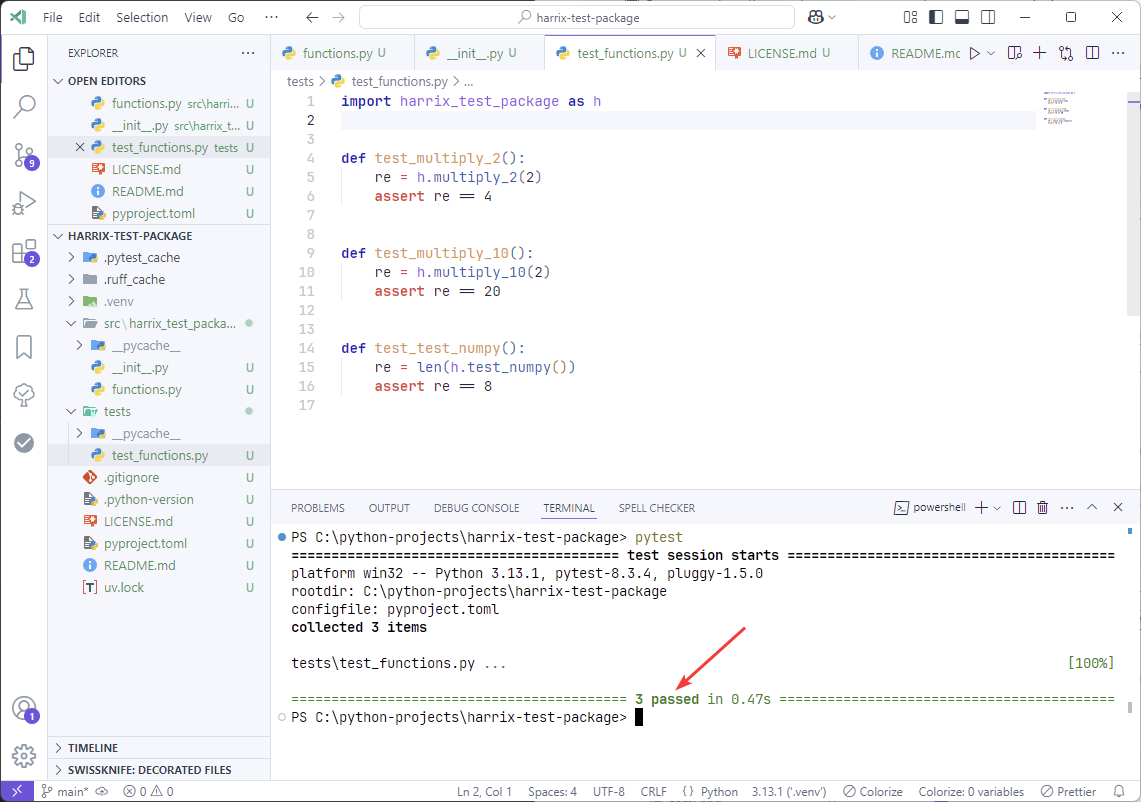 File Edit Selection View Go ··· harrix-test-package
EXPLORER ···
OPEN EDITORS
functions.py src\harri... U
__init__.py src\harrix_t... U
test_functions.py tests U
LICENSE.md U
README.md U
pyproject.toml U
HARRIX-TEST-PACKAGE
.pytest_cache
.ruff_cache
.venv
src\harrix_test_packa...
__pycache__
__init__.py U
functions.py U
tests
__pycache__
test_functions.py U
.gitignore U
.python-version U
LICENSE.md U
pyproject.toml U
README.md U
uv.lock U
TIMELINE
SWISSKNIFE: DECORATED FILES
9
2
1
functions.py U __init__.py U test_functions.py U LICENSE.md U README.mc
tests > test_functions.py > ...
1 import harrix_test_package as h
2
3
4 def test_multiply_2():
5 re = h.multiply_2(2)
6 assert re == 4
7
8
9 def test_multiply_10():
10 re = h.multiply_10(2)
11 assert re == 20
12
13
14 def test_test_numpy():
15 re = len(h.test_numpy())
16 assert re == 8
17
PROBLEMS OUTPUT DEBUG CONSOLE TERMINAL SPELL CHECKER powershell
PS C:\python-projects\harrix-test-package> pytest
========================================= test session starts =========================================
platform win32 -- Python 3.13.1, pytest-8.3.4, pluggy-1.5.0
rootdir: C:\python-projects\harrix-test-package
configfile: pyproject.toml
collected 3 items
tests\test_functions.py ... [100%]
========================================== 3 passed in 0.47s ==========================================
PS C:\python-projects\harrix-test-package>
main* 0 0 Ln 2, Col 1 Spaces: 4 UTF-8 CRLF {} Python 3.13.1 ('.venv') Colorize Colorize: 0 variables Prettier